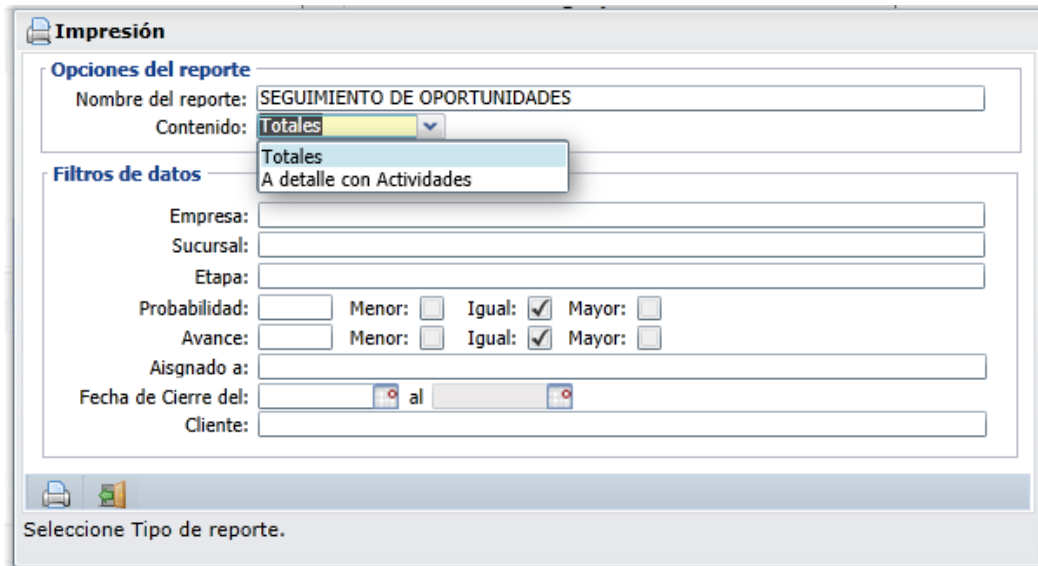 Impresión
Opciones del reporte
Nombre del reporte: SEGUIMIENTO DE OPORTUNIDADES
Contenido: Totales
Totales
A detalle con Actividades
Filtros de datos
Empresa:
Sucursal:
Etapa:
Probabilidad: Menor: Igual: Mayor:
Avance: Menor: Igual: Mayor:
Aisgnado a:
Fecha de Cierre del: al
Cliente:
Seleccione Tipo de reporte.